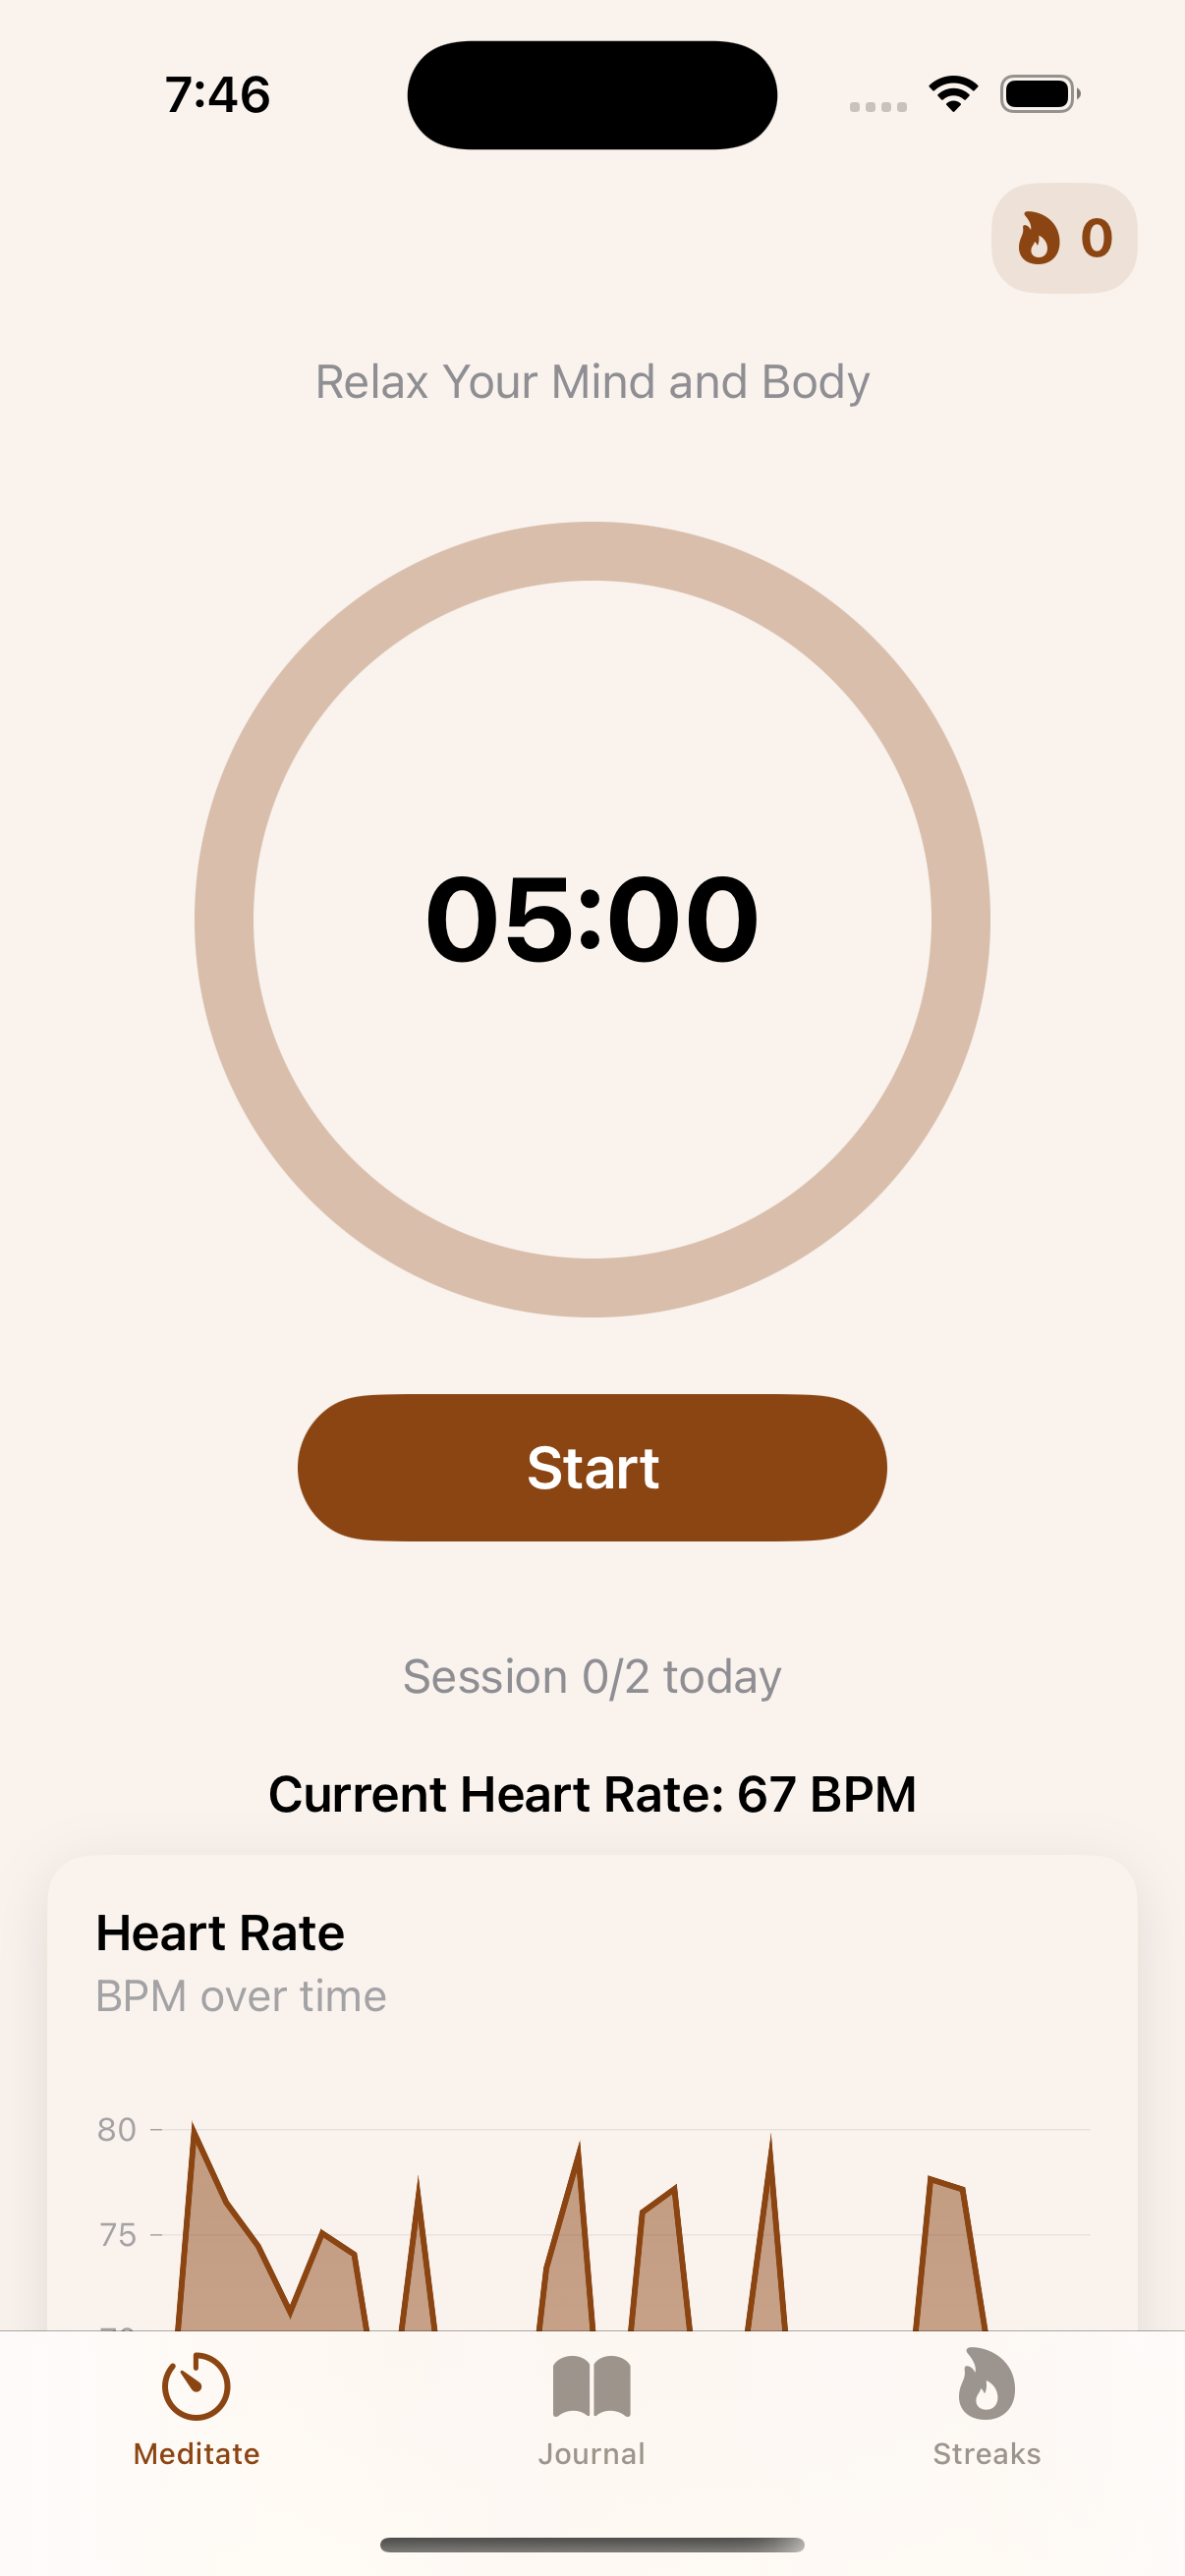 7:46
0
Relax Your Mind and Body
05:00
Start
Session 0/2 today
Current Heart Rate: 67 BPM
Heart Rate
BPM over time
80
75
Meditate
Journal
Streaks